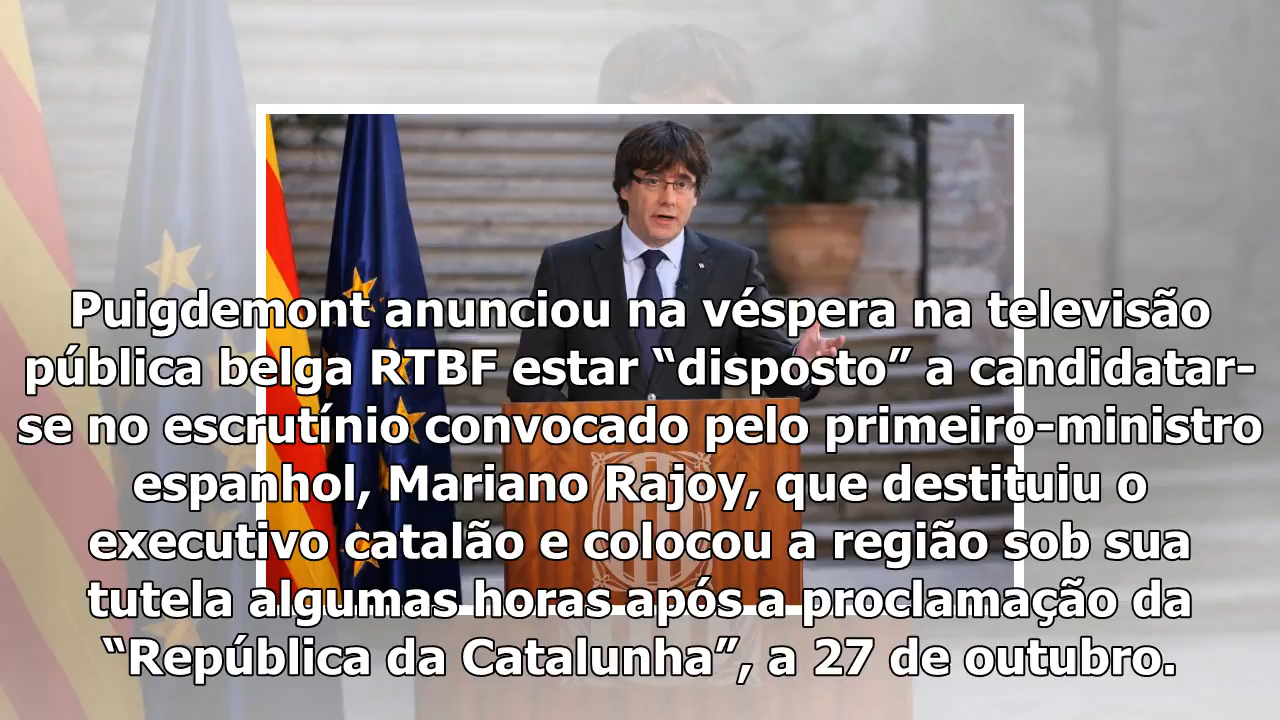 Puigdemont anunciou na véspera na televisão
pública belga RTBF estar “disposto” a candidatar-
se no escrutínio convocado pelo primeiro-ministro
espanhol, Mariano Rajoy, que destituiu o
executivo catalão e colocou a região sob sua
tutela algumas horas após a proclamação da
“República da Catalunha”, a 27 de outubro.